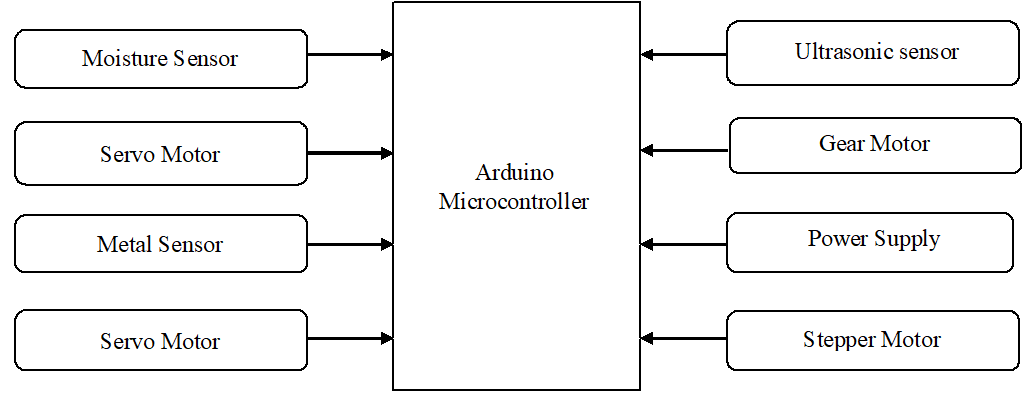 Moisture Sensor
Servo Motor
Metal Sensor
Servo Motor
Arduino
Microcontroller
Ultrasonic sensor
Gear Motor
Power Supply
Stepper Motor